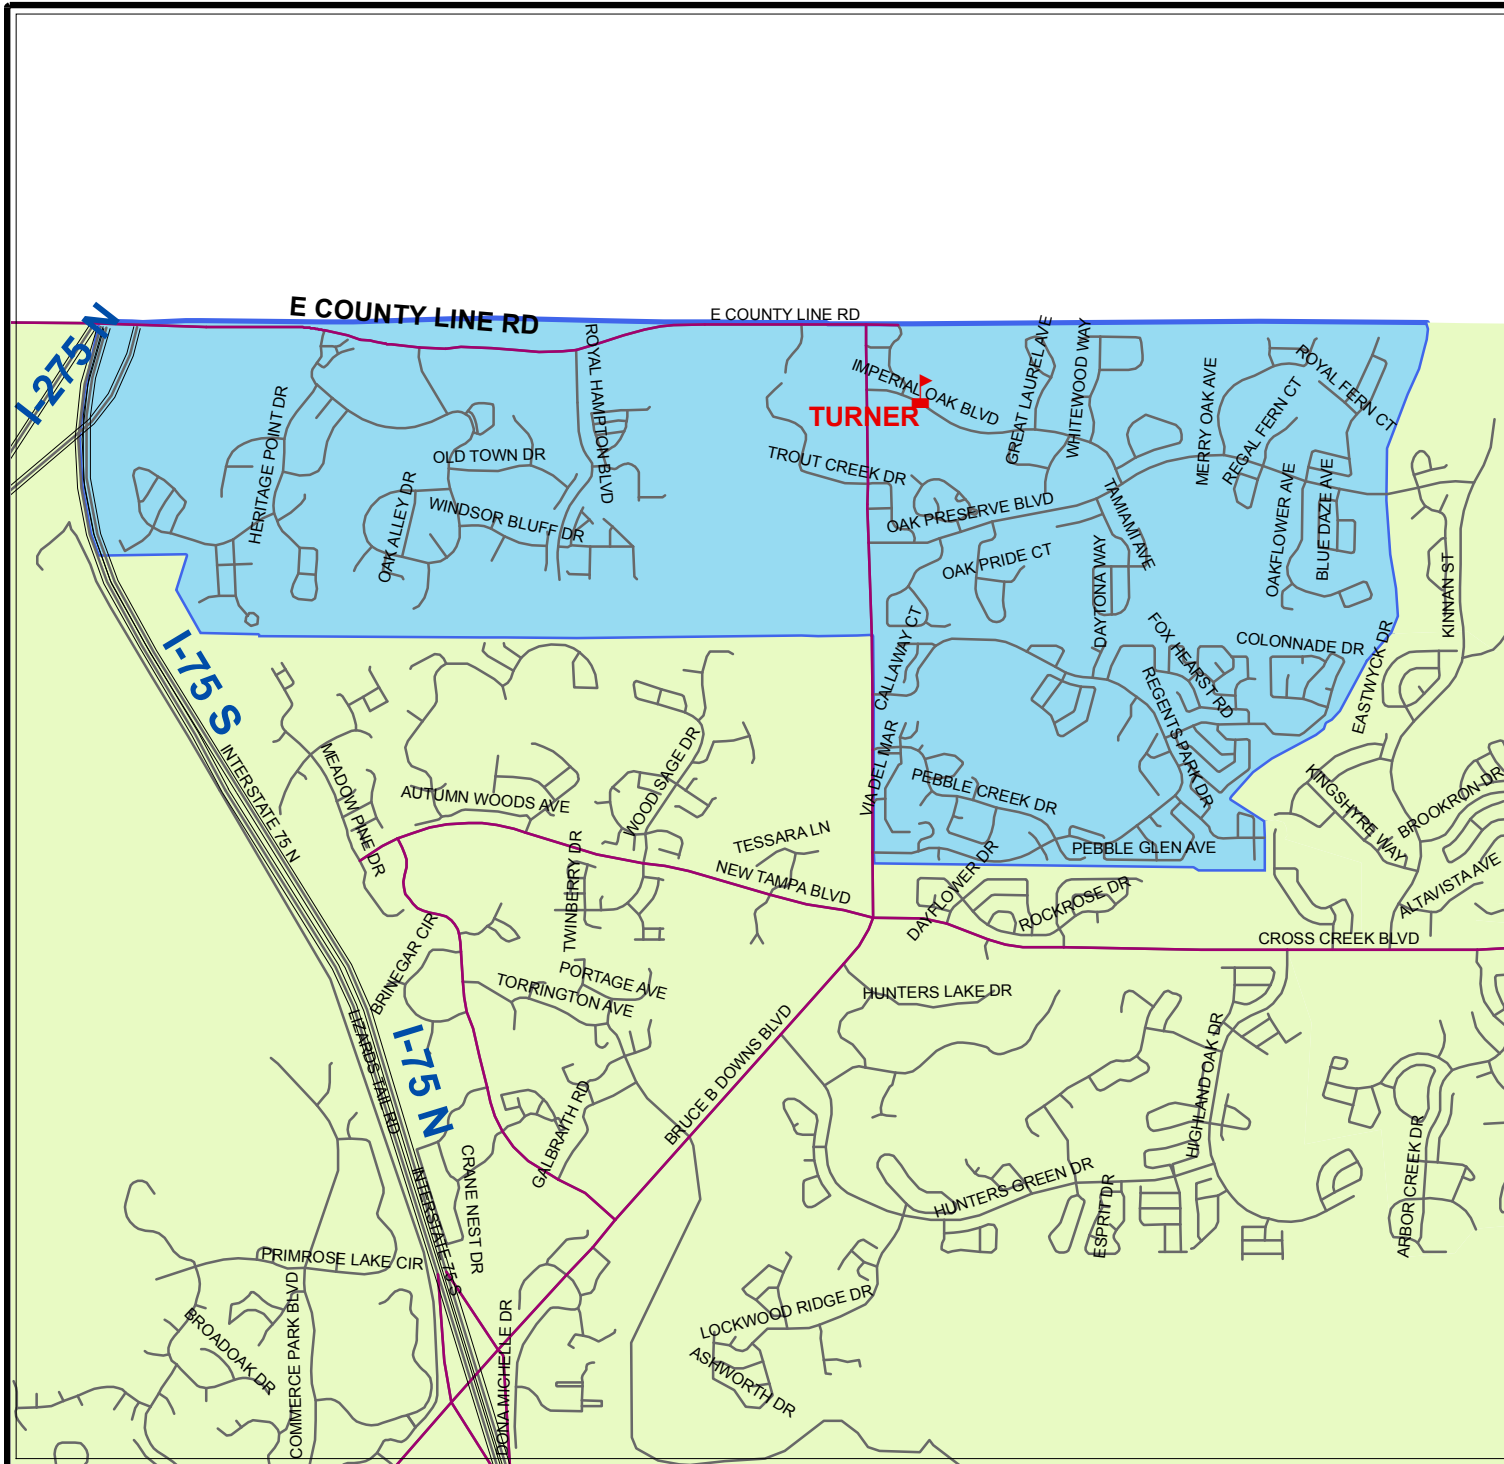 E COUNTY LINE RD
E COUNTY LINE RD
I-275 N
ROYAL HAMPTON BLVD
IMPERIAL OAK BLVD
TURNER
GREAT LAUREL AVE
WHITEWOOD WAY
MERRY OAK AVE
REGAL FERN CT
ROYAL FERN CT
HERITAGE POINT DR
OLD TOWN DR
OAK ALLEY DR
WINDSOR BLUFF DR
TROUT CREEK DR
OAK PRESERVE BLVD
TAMIAMI AVE
OAKFLOWER AVE
BLUE DAZE AVE
OAK PRIDE CT
DAYTONA WAY
KINNAN ST
I-75 S
CALLAWAY CT
FOX HEARST RD
COLONNADE DR
EASTWYCK DR
REGENTS PARK DR
INTERSTATE 75 N
MEADOW PINE DR
AUTUMN WOODS AVE
WOOD SAGE DR
VIA DEL MAR
PEBBLE CREEK DR
KINGSHYRE WAY
BROOKRON DR
TESSARA LN
PEBBLE GLEN AVE
TWINBERRY DR
NEW TAMPA BLVD
DAYFLOWER DR
ROCKROSE DR
ALTAVISTA AVE
CROSS CREEK BLVD
BRINEGAR CIR
PORTAGE AVE
TORRINGTON AVE
HUNTERS LAKE DR
LIZARDS TAIL RD
I-75 N
BRUCE B DOWNS BLVD
HIGHLAND OAK DR
GALBRAITH RD
CRANE NEST DR
INTERSTATE 75 S
HUNTERS GREEN DR
ESPRIT DR
ARBOR CREEK DR
PRIMROSE LAKE CIR
COMMERCE PARK BLVD
BROADOAK DR
DONA MICHELLE DR
LOCKWOOD RIDGE DR
ASHWORTH DR